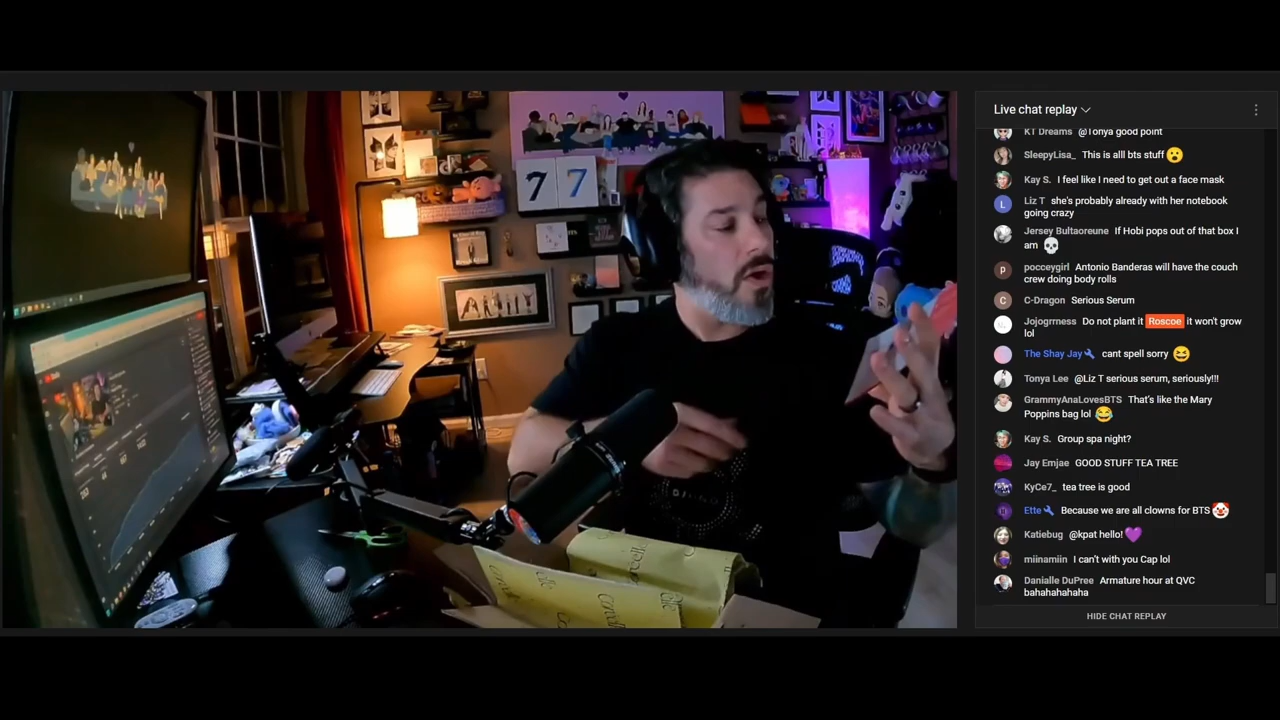 7 7
ARMY
Live chat replay
KT Dreams @Tonya good point
SleepyLisa_ This is alll bts stuff
Kay S. I feel like I need to get out a face mask
L
Liz T she's probably already with her notebook
going crazy
Jersey Bultaoreune If Hobi pops out of that box I
am
p
pocceygirl Antonio Banderas will have the couch
crew doing body rolls
C
C-Dragon Serious Serum
Jojogrrness Do not plant it Roscoe it won't grow
lol
The Shay Jay cant spell sorry
Tonya Lee @Liz T serious serum, seriously!!!
GrammyAnaLovesBTS That's like the Mary
Poppins bag lol
Kay S. Group spa night?
Jay Emjae GOOD STUFF TEA TREE
KyCe7_ tea tree is good
Ette Because we are all clowns for BTS
Katiebug @kpat hello!
miinamiin I can't with you Cap lol
Danialle DuPree Armature hour at QVC
bahahahahaha
HIDE CHAT REPLAY